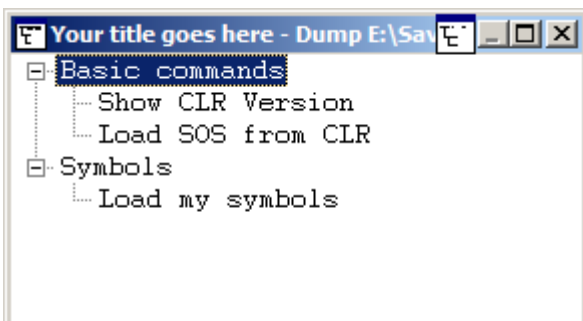 Your title goes here - Dump E:\Sav
Basic commands
Show CLR Version
Load SOS from CLR
Symbols
Load my symbols